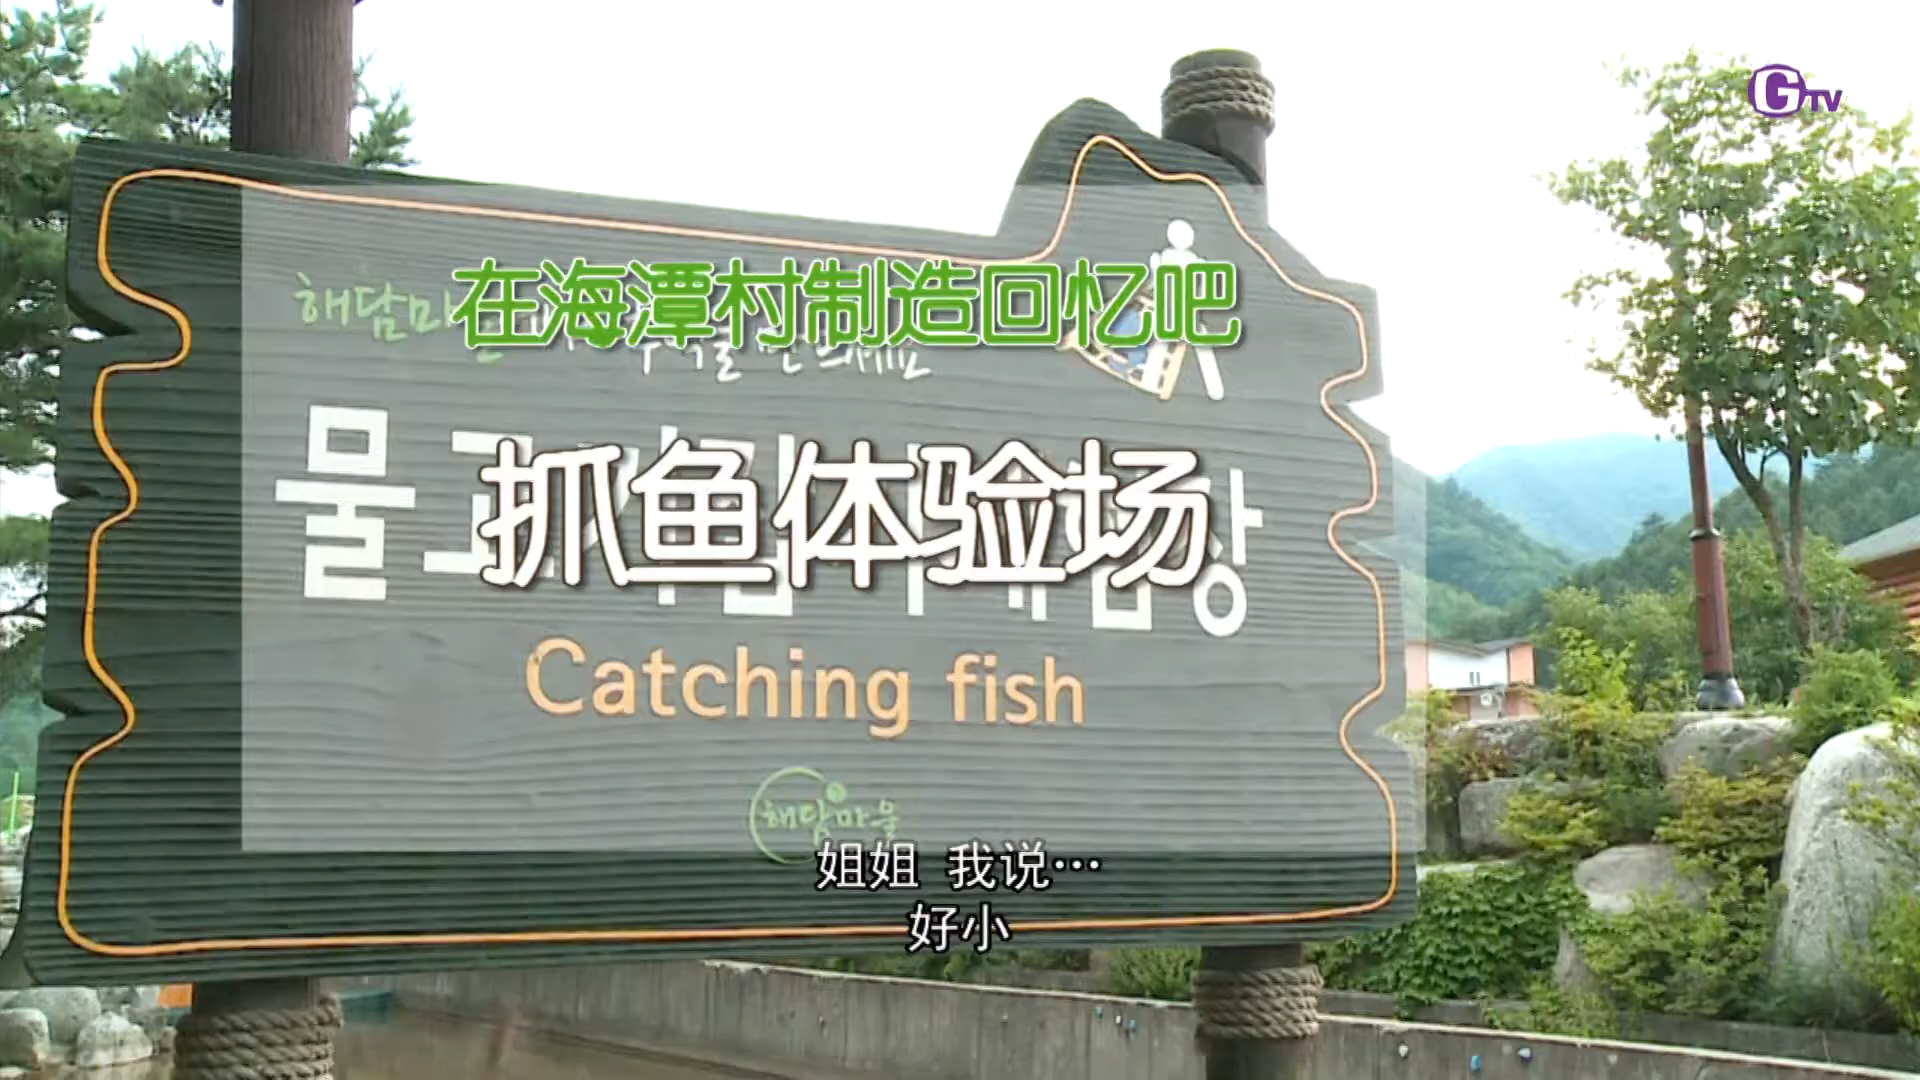 GTV
在海潭村制造回忆吧
해담마을
抓鱼体验场
물
Catching fish
해담마을
姐姐 我说…
好小